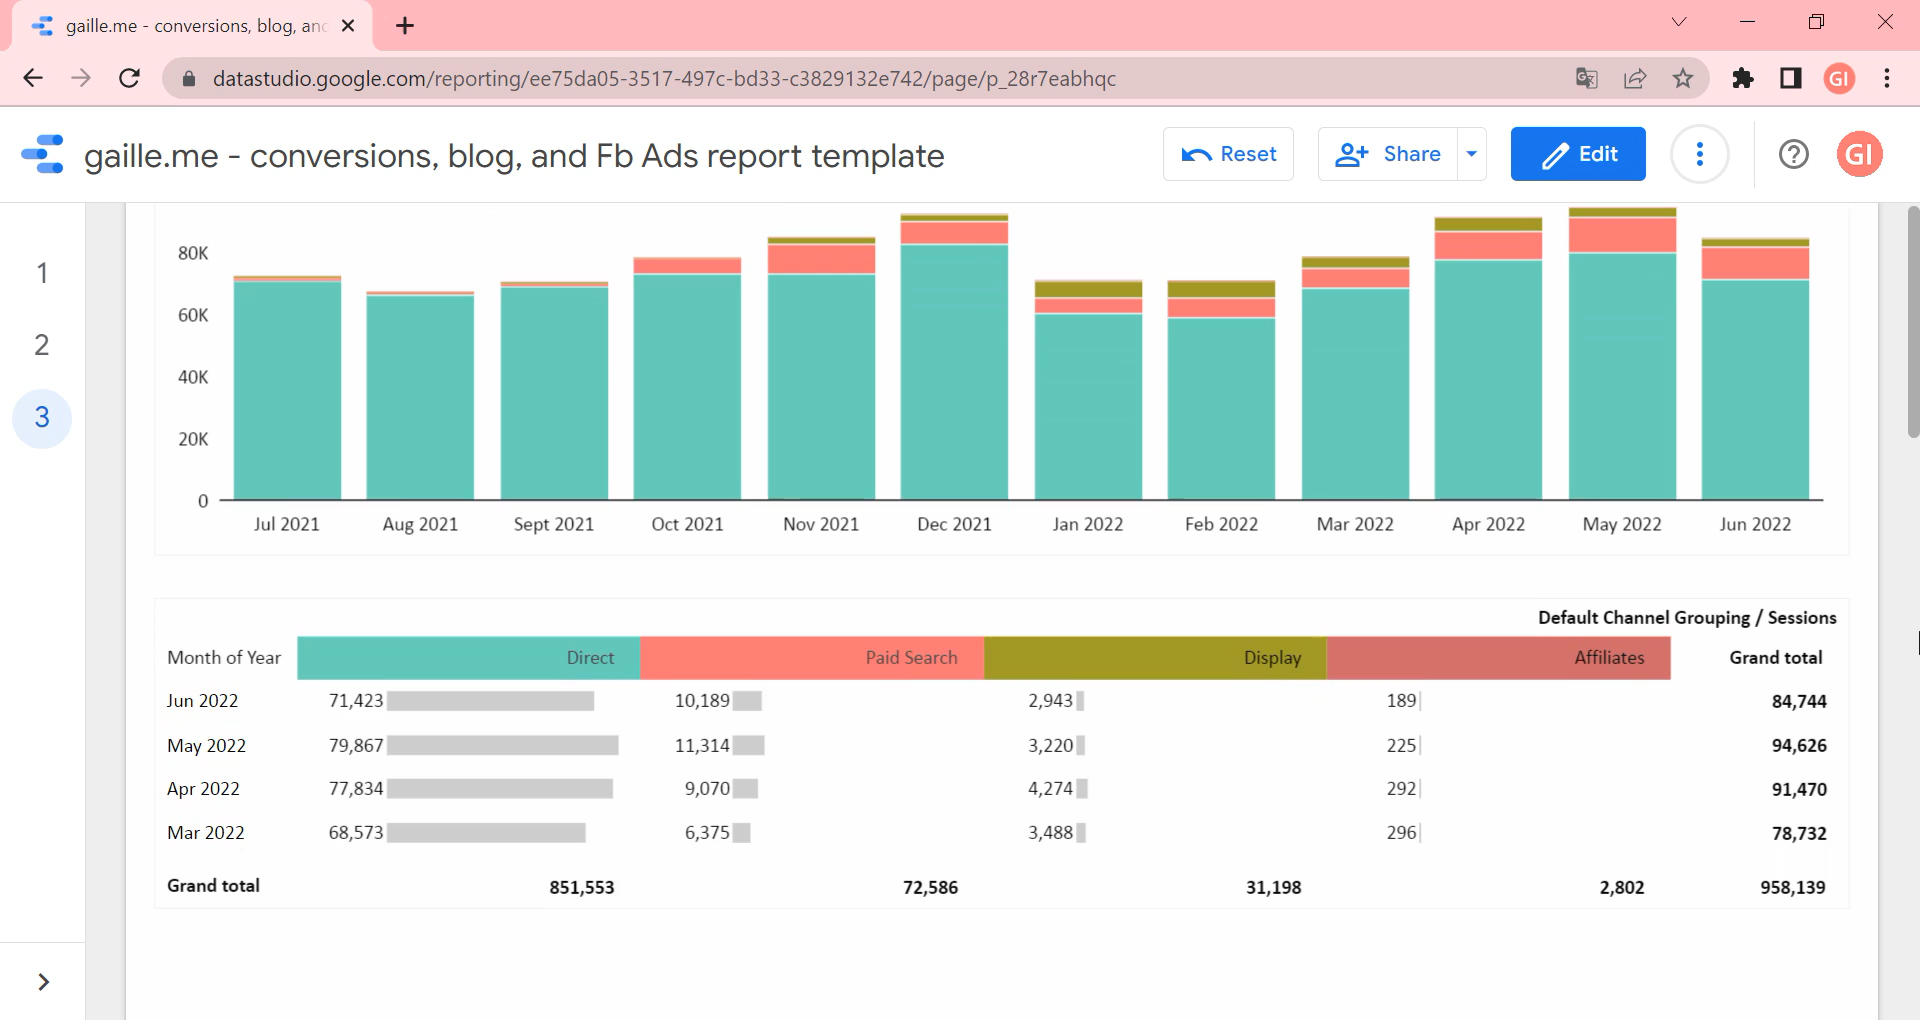 gaille.me - conversions, blog, and
datastudio.google.com/reporting/ee75da05-3517-497c-bd33-c3829132e742/page/p_28r7eabhqc
GI
gaille.me - conversions, blog, and Fb Ads report template
Reset
Share
Edit
GI
1
2
3
80K
60K
40K
20K
0
Jul 2021 Aug 2021 Sept 2021 Oct 2021 Nov 2021 Dec 2021 Jan 2022 Feb 2022 Mar 2022 Apr 2022 May 2022 Jun 2022
Default Channel Grouping / Sessions
Month of Year Direct Paid Search Display Affiliates Grand total
Jun 2022 71,423 10,189 2,943 189 84,744
May 2022 79,867 11,314 3,220 225 94,626
Apr 2022 77,834 9,070 4,274 292 91,470
Mar 2022 68,573 6,375 3,488 296 78,732
Grand total 851,553 72,586 31,198 2,802 958,139